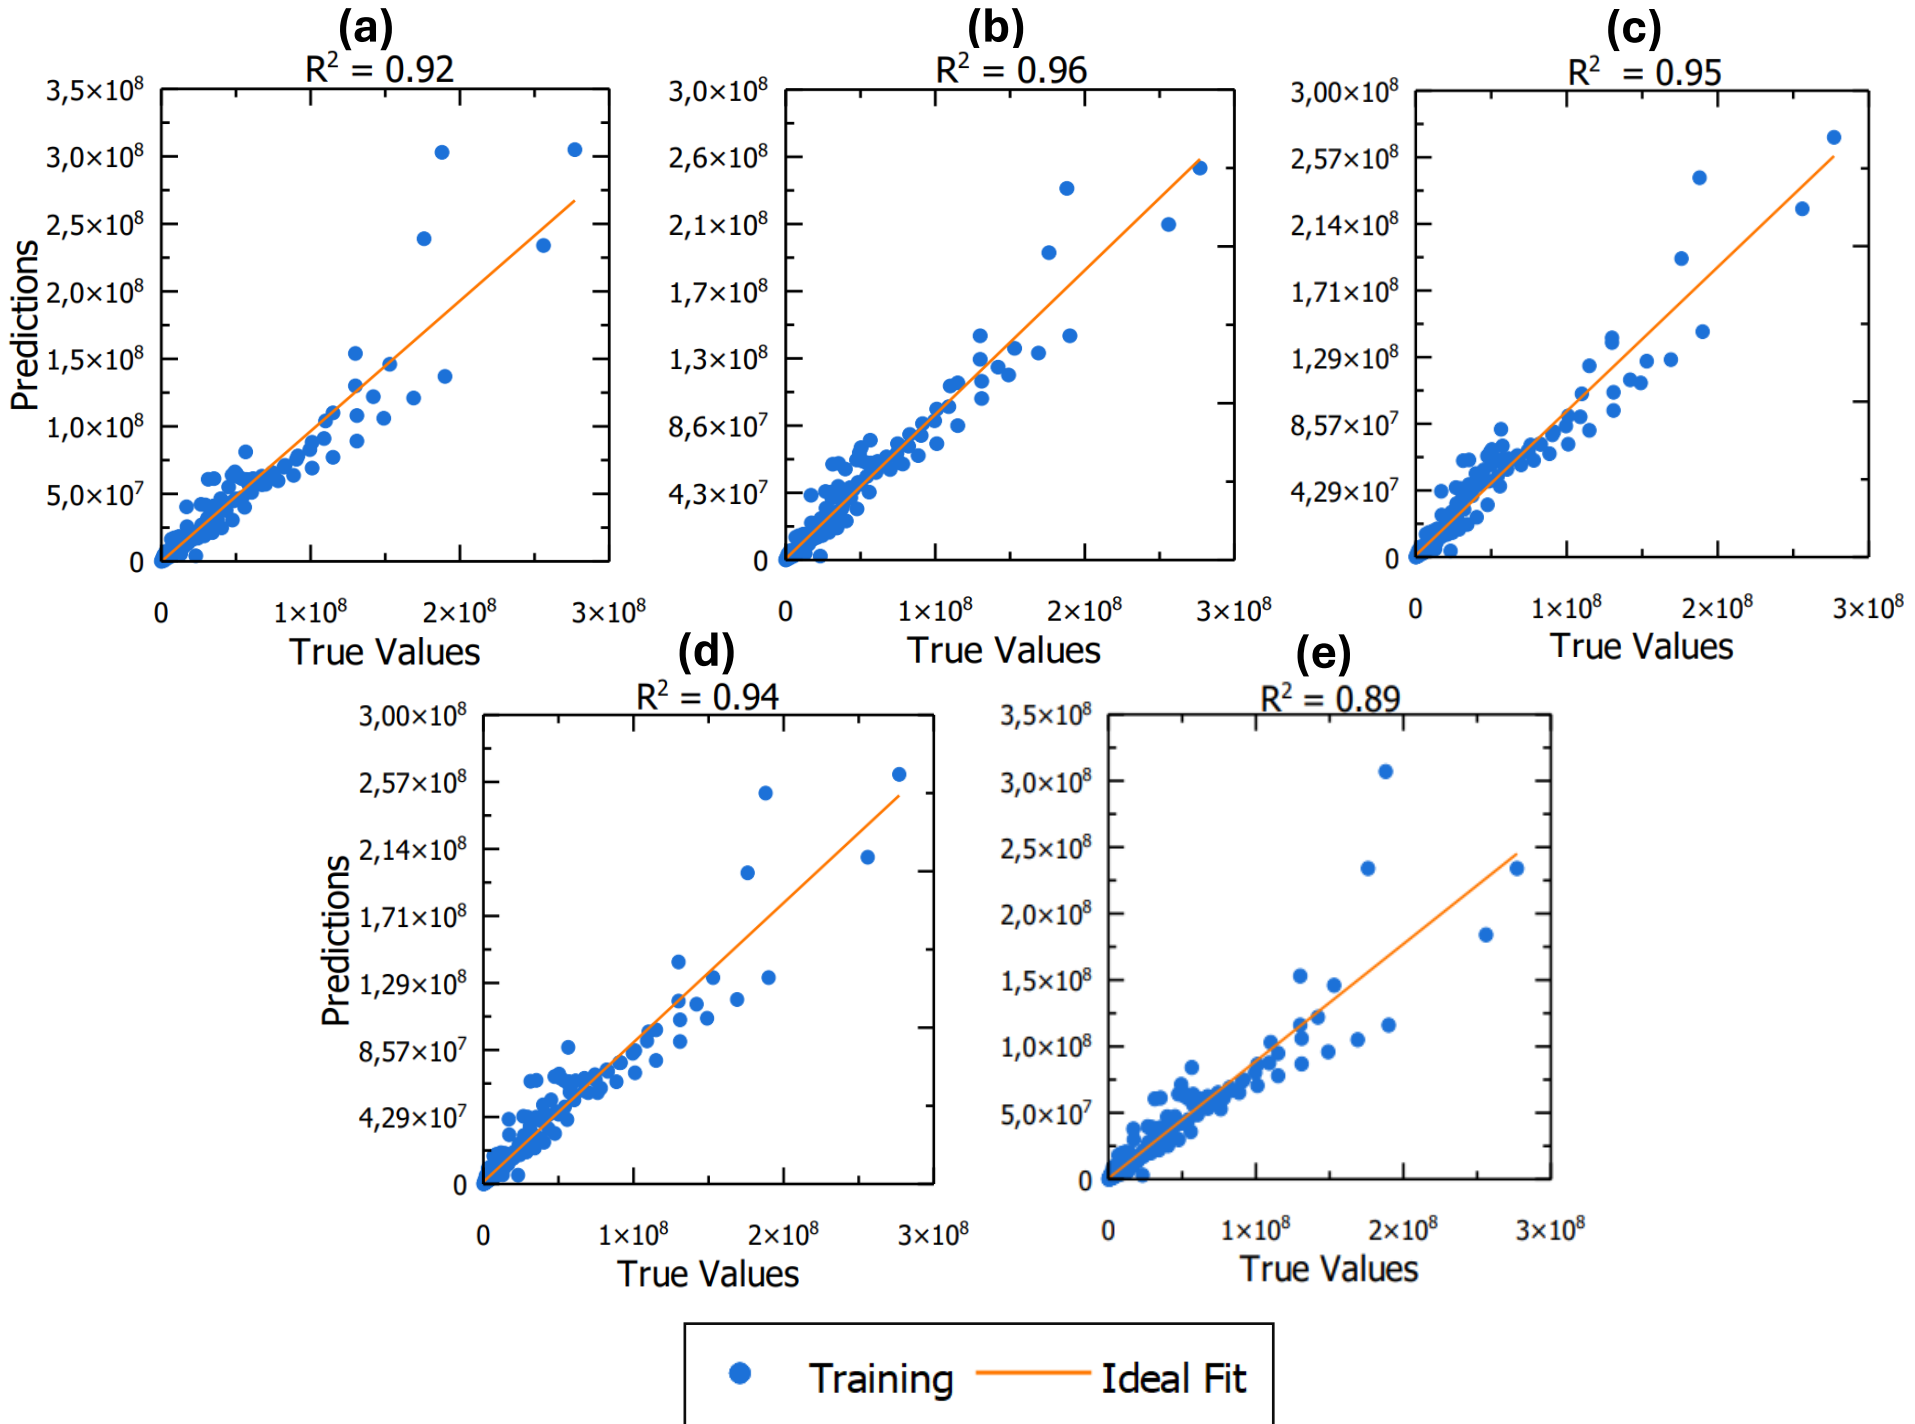 (a)
R² = 0.92
3,5×10⁸
3,0×10⁸
2,5×10⁸
2,0×10⁸
1,5×10⁸
1,0×10⁸
5,0×10⁷
0
Predictions
0 1×10⁸ 2×10⁸ 3×10⁸
True Values
(b)
R² = 0.96
3,0×10⁸
2,6×10⁸
2,1×10⁸
1,7×10⁸
1,3×10⁸
8,6×10⁷
4,3×10⁷
0
0 1×10⁸ 2×10⁸ 3×10⁸
True Values
(c)
R² = 0.95
3,00×10⁸
2,57×10⁸
2,14×10⁸
1,71×10⁸
1,29×10⁸
8,57×10⁷
4,29×10⁷
0
0 1×10⁸ 2×10⁸ 3×10⁸
True Values
(d)
R² = 0.94
3,00×10⁸
2,57×10⁸
2,14×10⁸
1,71×10⁸
1,29×10⁸
8,57×10⁷
4,29×10⁷
0
Predictions
0 1×10⁸ 2×10⁸ 3×10⁸
True Values
(e)
R² = 0.89
3,5×10⁸
3,0×10⁸
2,5×10⁸
2,0×10⁸
1,5×10⁸
1,0×10⁸
5,0×10⁷
0
0 1×10⁸ 2×10⁸ 3×10⁸
True Values
Training Ideal Fit